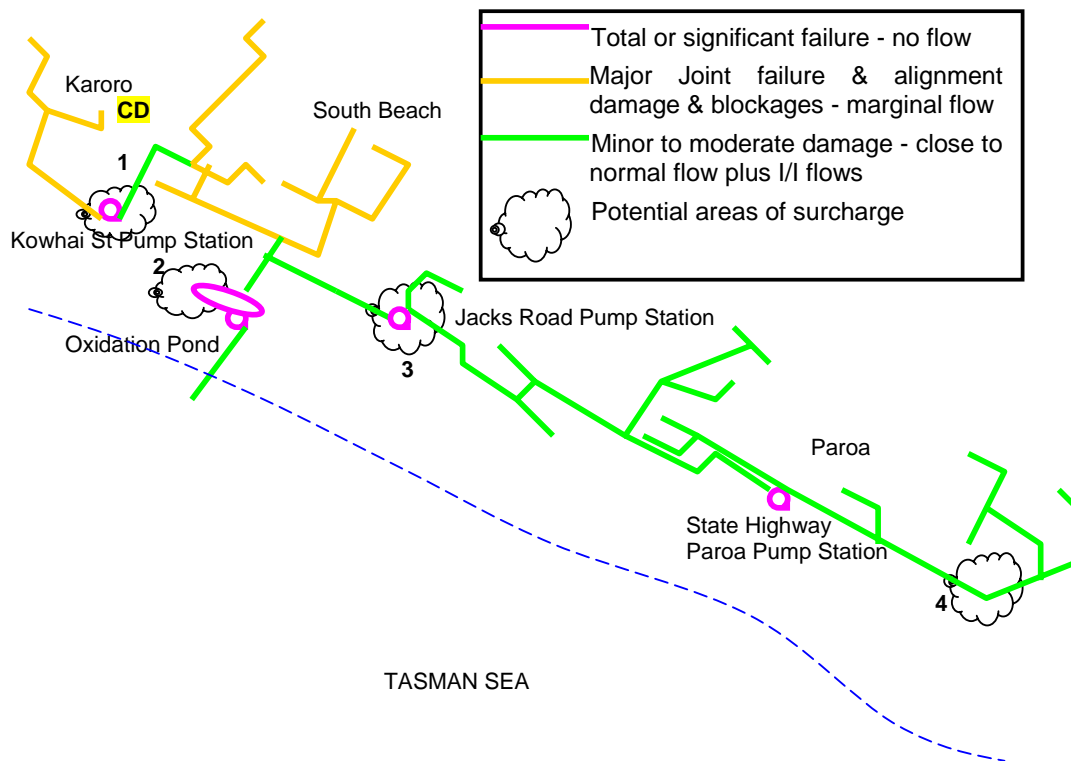 Total or significant failure - no flow
Major Joint failure & alignment
damage & blockages - marginal flow
Minor to moderate damage - close to
normal flow plus I/I flows
Potential areas of surcharge
Karoro
CD
South Beach
1
Kowhai St Pump Station
2
Oxidation Pond
Jacks Road Pump Station
3
Paroa
State Highway
Paroa Pump Station
4
TASMAN SEA